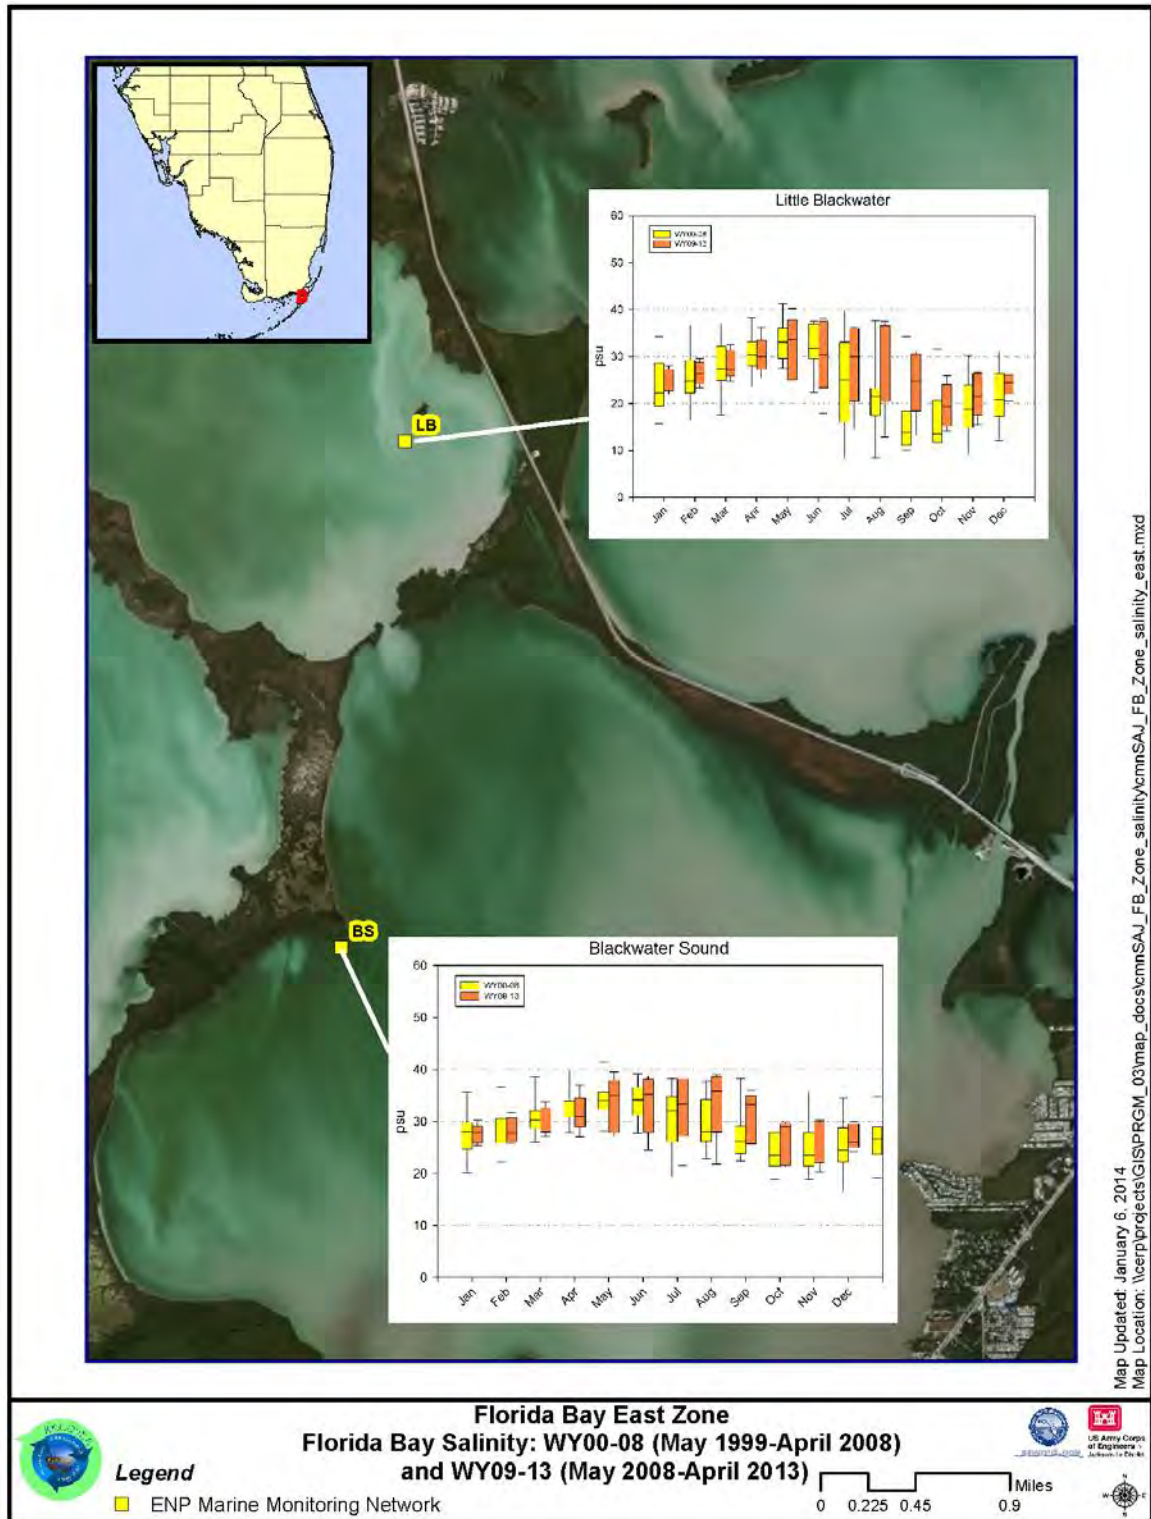 Little Blackwater
WY00-08
WY09-13
psu
60
50
40
30
20
10
0
Jan Feb Mar Apr May Jun Jul Aug Sep Oct Nov Dec
LB
BS
Blackwater Sound
WY00-08
WY09-13
psu
60
50
40
30
20
10
0
Jan Feb Mar Apr May Jun Jul Aug Sep Oct Nov Dec
Map Updated: January 6, 2014
Map Location: \\cerp\projects\GIS\PRGM_03\map_docs\cmn\SAJ_FB_Zone_salinity\cmnSAJ_FB_Zone_salinity_east.mxd
Florida Bay East Zone
Florida Bay Salinity: WY00-08 (May 1999-April 2008)
and WY09-13 (May 2008-April 2013)
Legend
ENP Marine Monitoring Network
Miles
0 0.225 0.45 0.9
US Army Corps
of Engineers
Jacksonville District
N
W E
S